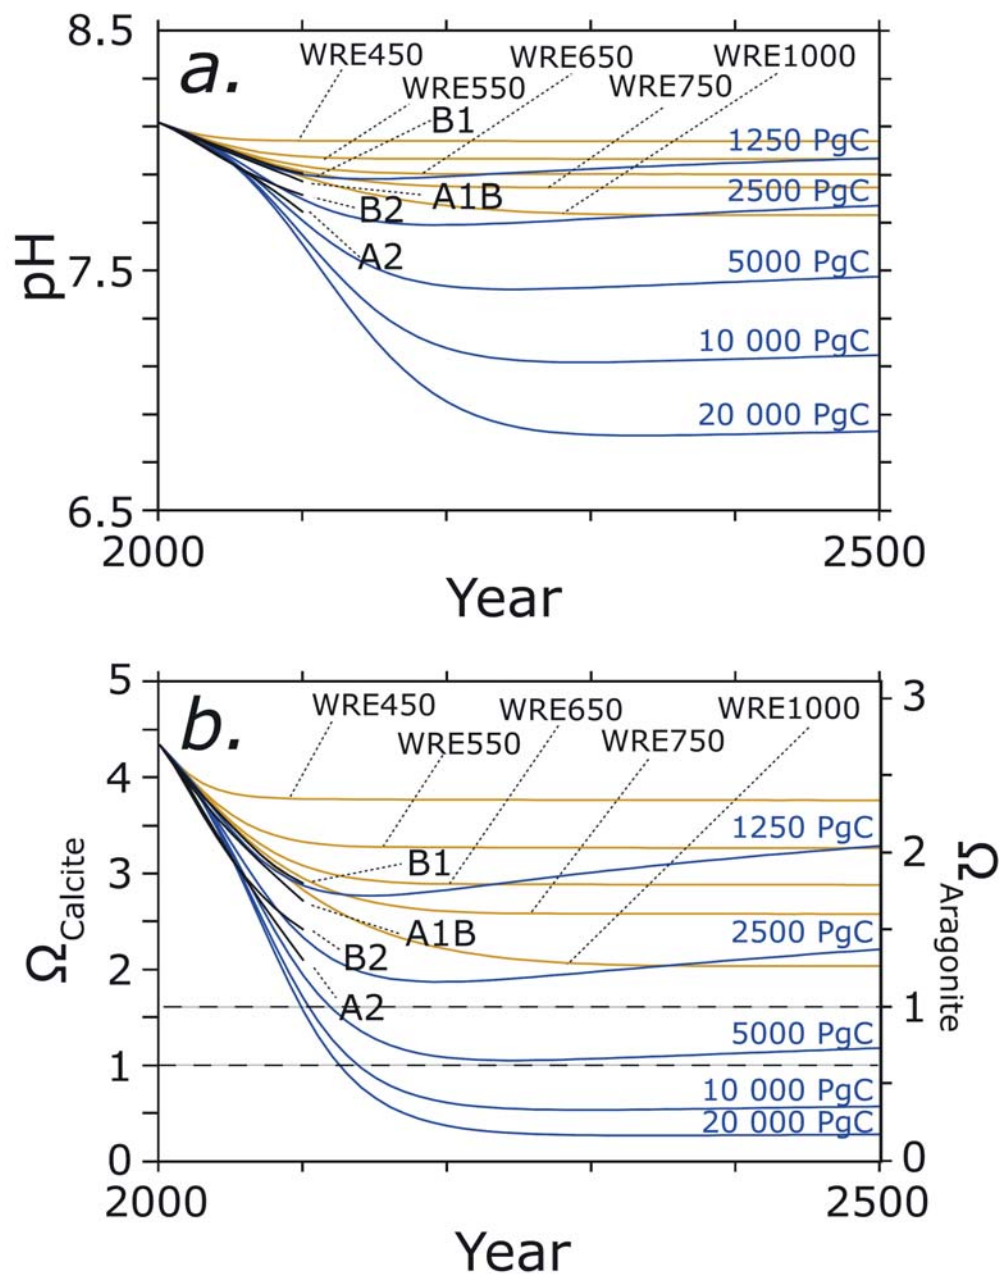 8.5
a.
WRE450
WRE650
WRE1000
WRE550
WRE750
B1
1250 PgC
A1B
2500 PgC
B2
A2
pH
7.5
5000 PgC
10 000 PgC
20 000 PgC
6.5
2000
2500
Year
5
b.
WRE450
WRE650
WRE1000
3
WRE550
WRE750
4
1250 PgC
B1
2
3
Ω Calcite
Ω Aragonite
A1B
2500 PgC
B2
2
A2
1
5000 PgC
1
10 000 PgC
20 000 PgC
0
0
2000
2500
Year